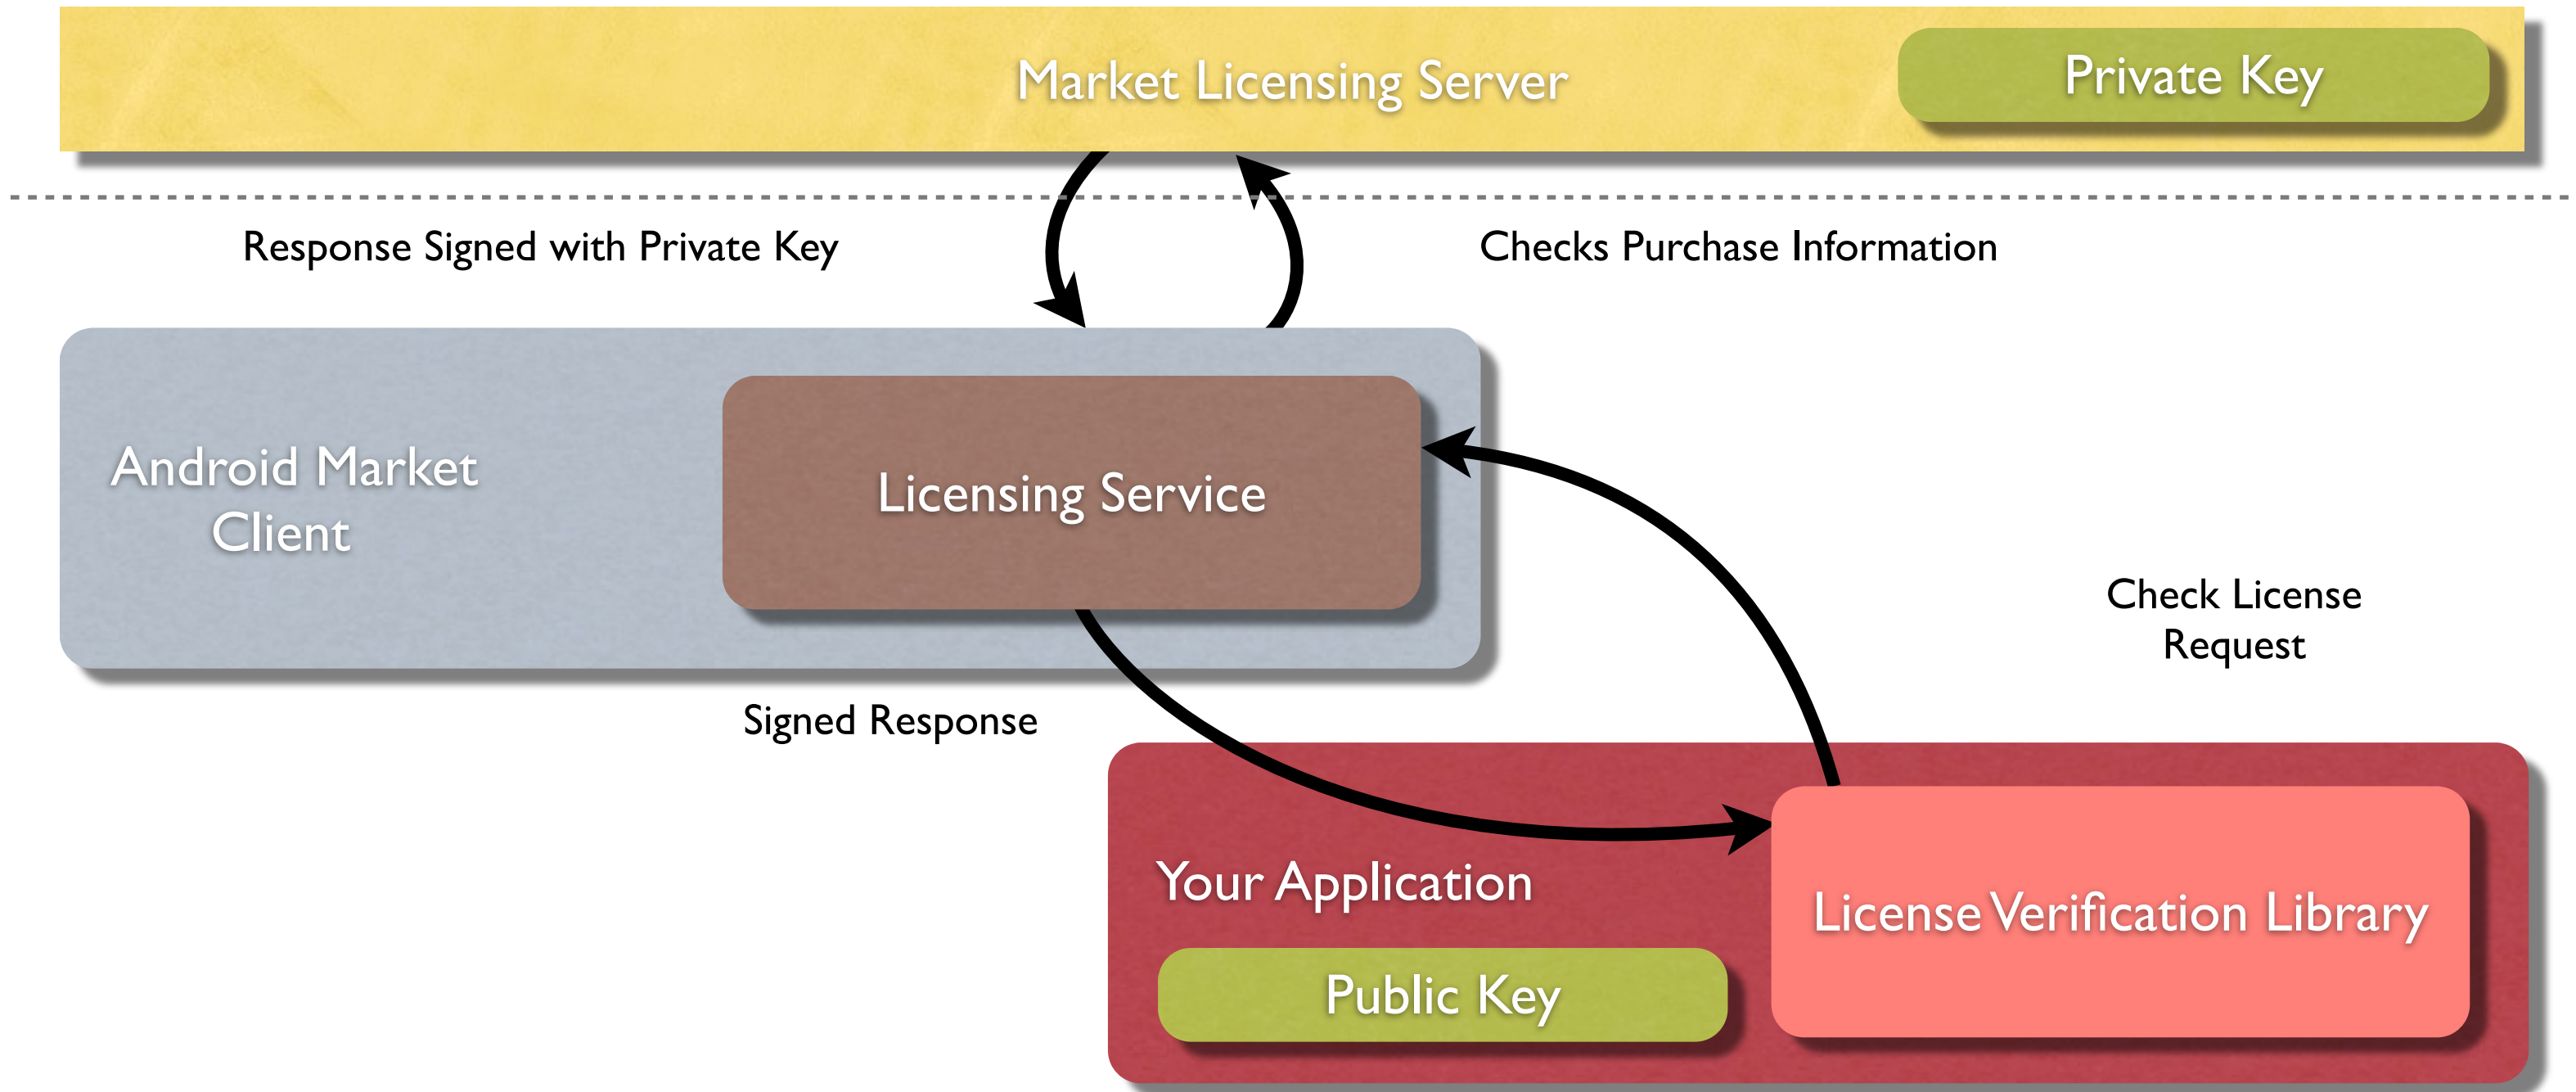 Market Licensing Server
Private Key
Response Signed with Private Key
Checks Purchase Information
Android Market
Client
Licensing Service
Check License
Request
Signed Response
Your Application
License Verification Library
Public Key